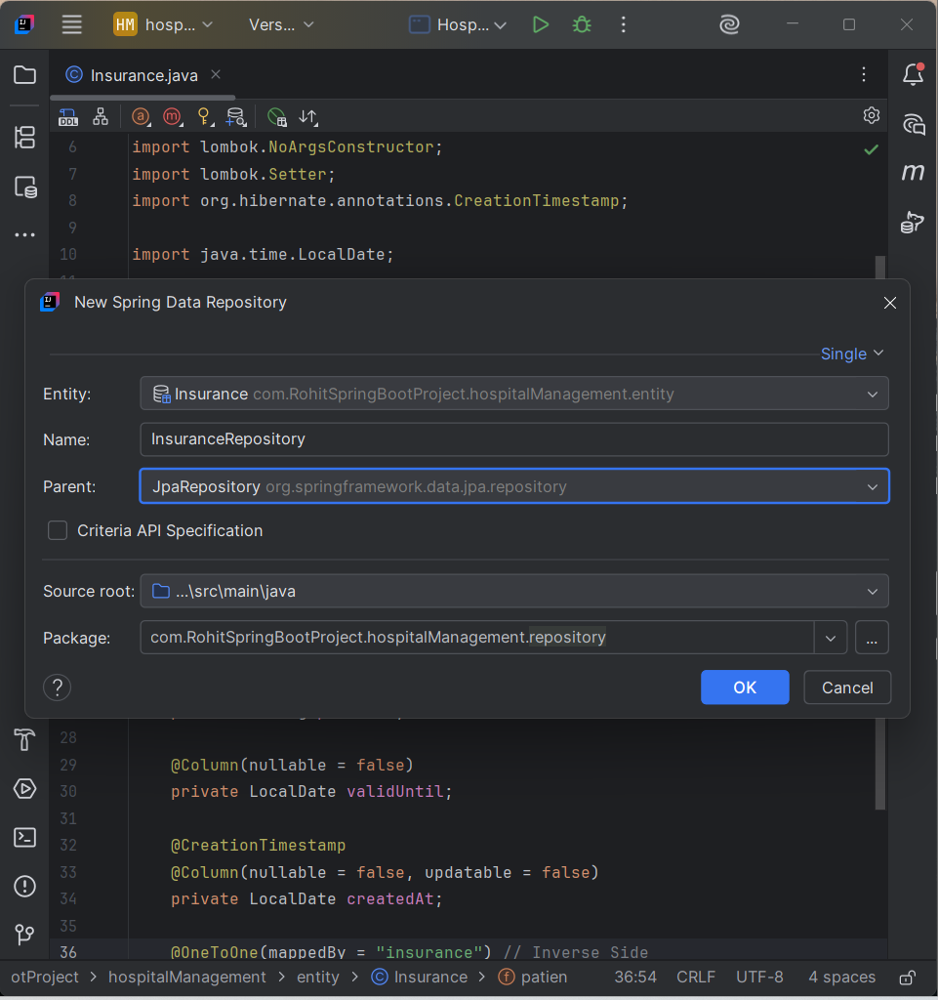 HM hosp... Vers... Hosp...
Insurance.java
DDL
6 import lombok.NoArgsConstructor;
7 import lombok.Setter;
8 import org.hibernate.annotations.CreationTimestamp;
9
10 import java.time.LocalDate;
New Spring Data Repository
Single
Entity: Insurance com.RohitSpringBootProject.hospitalManagement.entity
Name: InsuranceRepository
Parent: JpaRepository org.springframework.data.jpa.repository
Criteria API Specification
Source root: ...\src\main\java
Package: com.RohitSpringBootProject.hospitalManagement.repository ...
? OK Cancel
28
29 @Column(nullable = false)
30 private LocalDate validUntil;
31
32 @CreationTimestamp
33 @Column(nullable = false, updatable = false)
34 private LocalDate createdAt;
35
36 @OneToOne(mappedBy = "insurance") // Inverse Side
otProject > hospitalManagement > entity > Insurance > patien 36:54 CRLF UTF-8 4 spaces